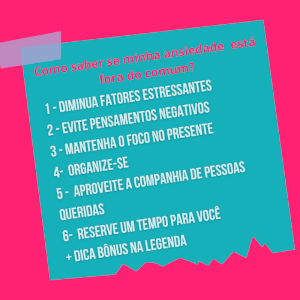 Como saber se minha ansiedade está
fora do comum?
1 - DIMINUA FATORES ESTRESSANTES
2 - EVITE PENSAMENTOS NEGATIVOS
3 - MANTENHA O FOCO NO PRESENTE
4- ORGANIZE-SE
5 - APROVEITE A COMPANHIA DE PESSOAS
QUERIDAS
6- RESERVE UM TEMPO PARA VOCÊ
+ DICA BÔNUS NA LEGENDA